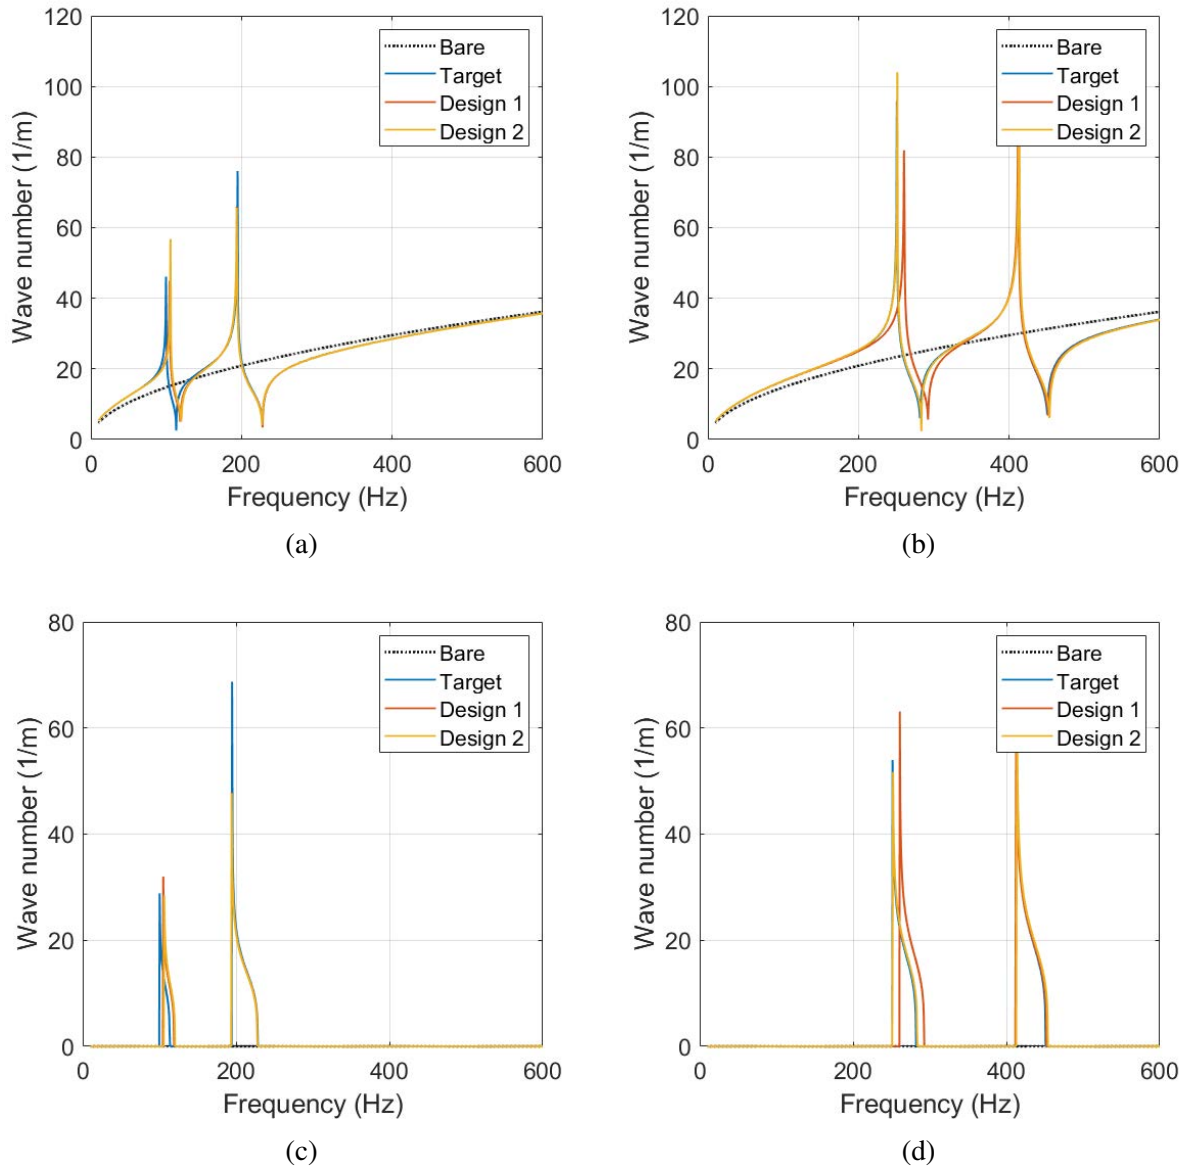 120
100
80
60
40
20
0
Wave number (1/m)
Bare
Target
Design 1
Design 2
0 200 400 600
Frequency (Hz)
(a)
120
100
80
60
40
20
0
Wave number (1/m)
Bare
Target
Design 1
Design 2
0 200 400 600
Frequency (Hz)
(b)
80
60
40
20
0
Wave number (1/m)
Bare
Target
Design 1
Design 2
0 200 400 600
Frequency (Hz)
(c)
80
60
40
20
0
Wave number (1/m)
Bare
Target
Design 1
Design 2
0 200 400 600
Frequency (Hz)
(d)